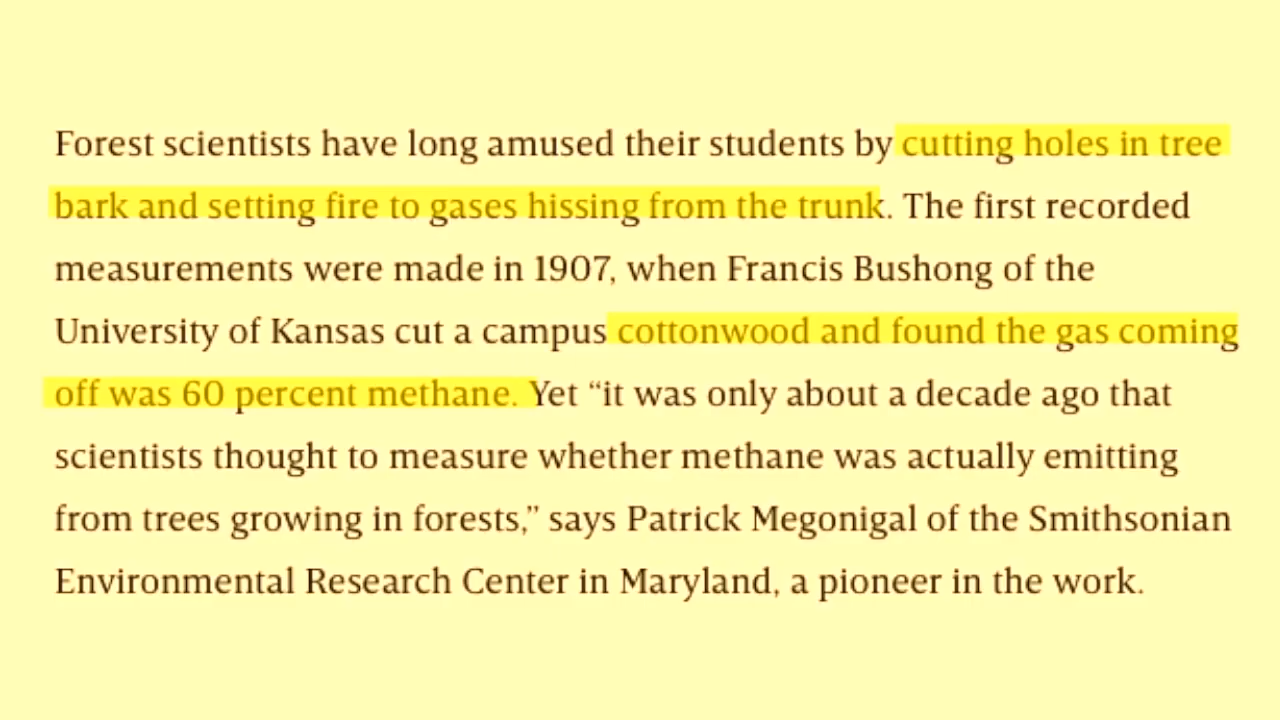 Forest scientists have long amused their students by cutting holes in tree
bark and setting fire to gases hissing from the trunk. The first recorded
measurements were made in 1907, when Francis Bushong of the
University of Kansas cut a campus cottonwood and found the gas coming
off was 60 percent methane. Yet “it was only about a decade ago that
scientists thought to measure whether methane was actually emitting
from trees growing in forests,” says Patrick Megonigal of the Smithsonian
Environmental Research Center in Maryland, a pioneer in the work.